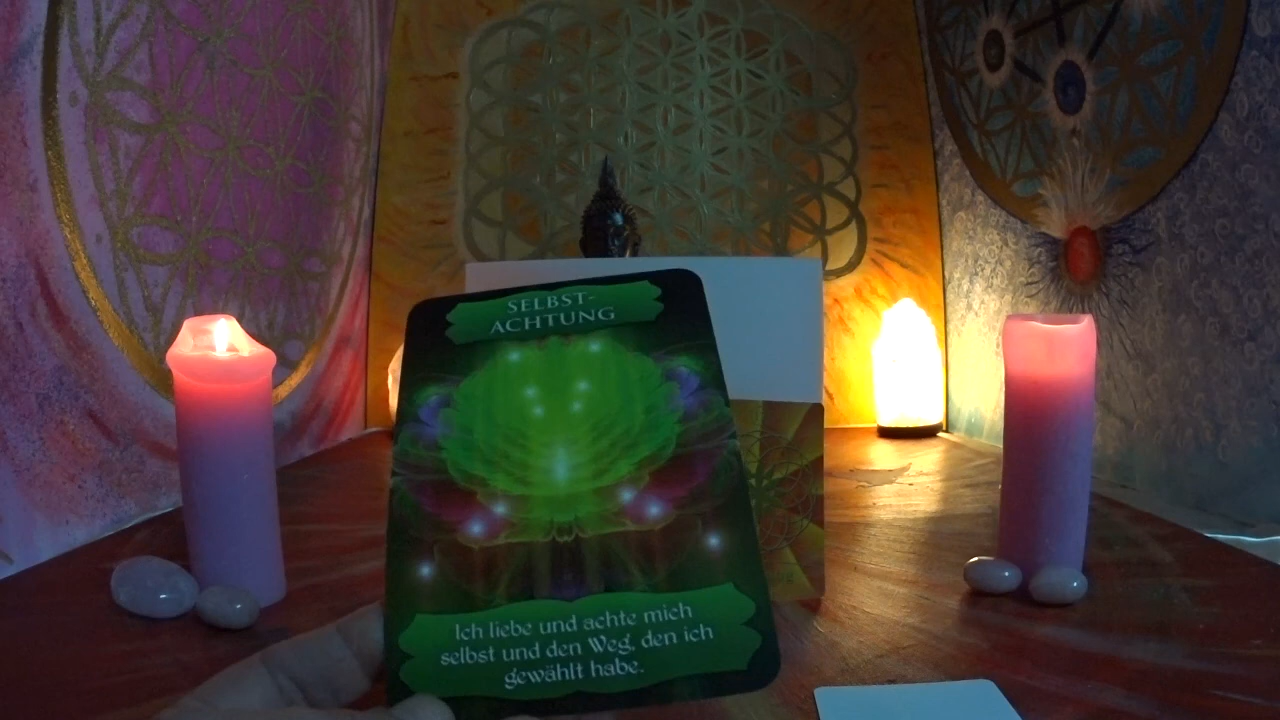 SELBST-
ACHTUNG
Ich liebe und achte mich
selbst und den Weg, den ich
gewählt habe.